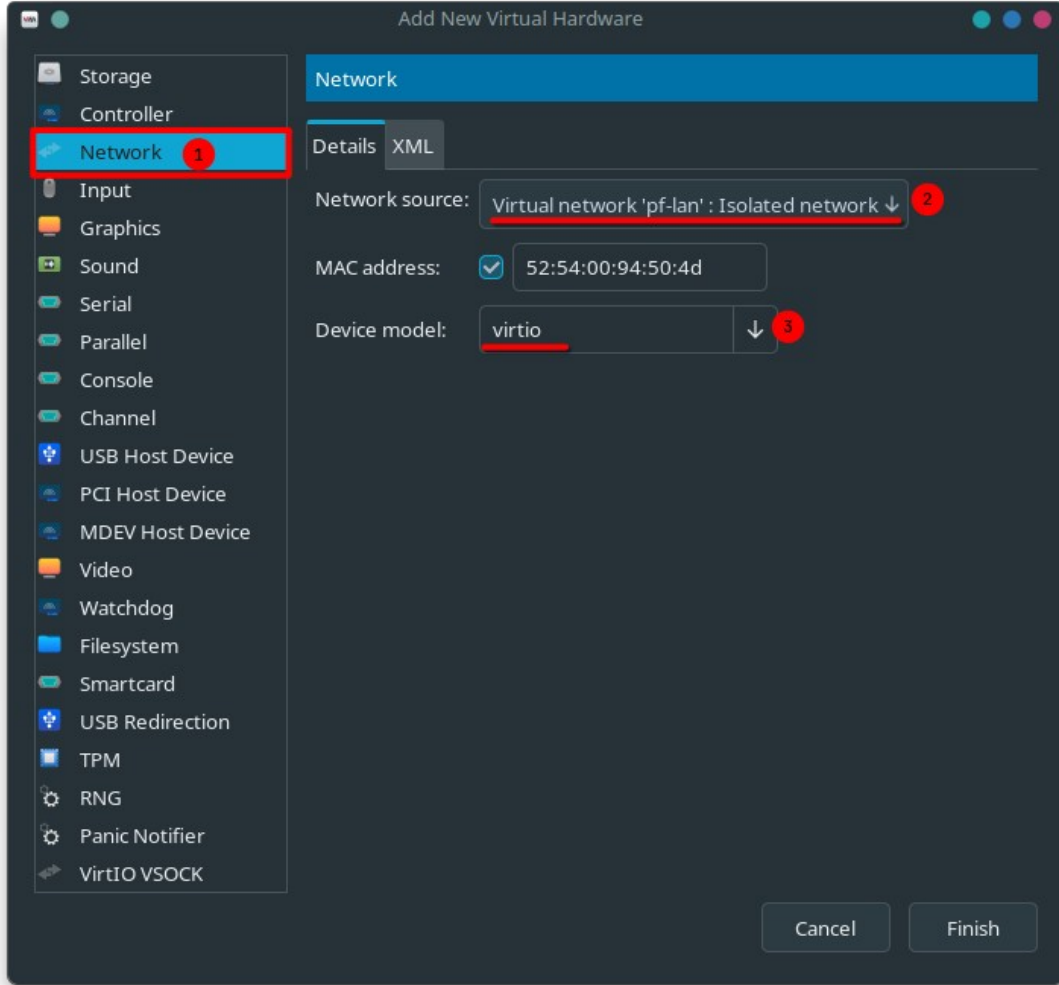 Add New Virtual Hardware
Storage
Controller
Network 1
Input
Graphics
Sound
Serial
Parallel
Console
Channel
USB Host Device
PCI Host Device
MDEV Host Device
Video
Watchdog
Filesystem
Smartcard
USB Redirection
TPM
RNG
Panic Notifier
VirtIO VSOCK
Network
Details XML
Network source: Virtual network 'pf-lan' : Isolated network 2
MAC address: 52:54:00:94:50:4d
Device model: virtio 3
Cancel Finish